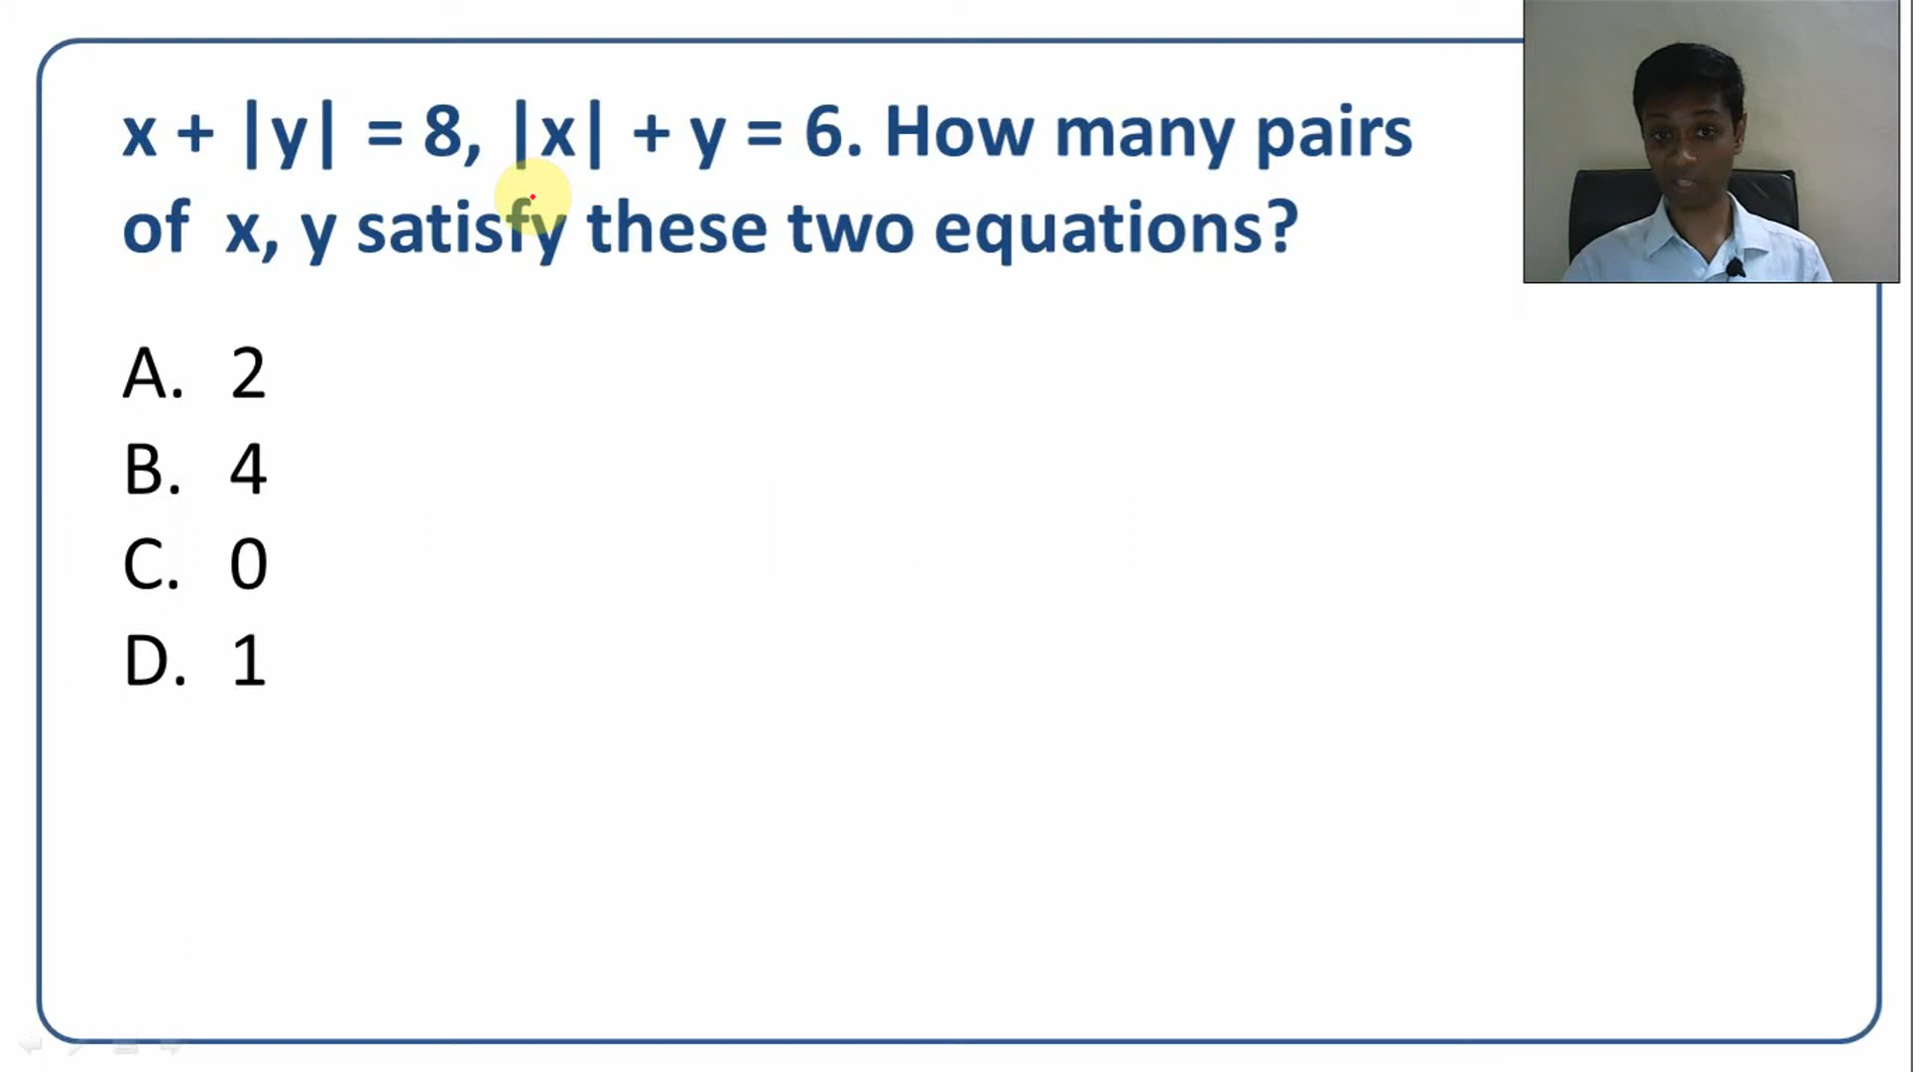 x + |y| = 8, |x| + y = 6. How many pairs
of x, y satisfy these two equations?
A. 2
B. 4
C. 0
D. 1